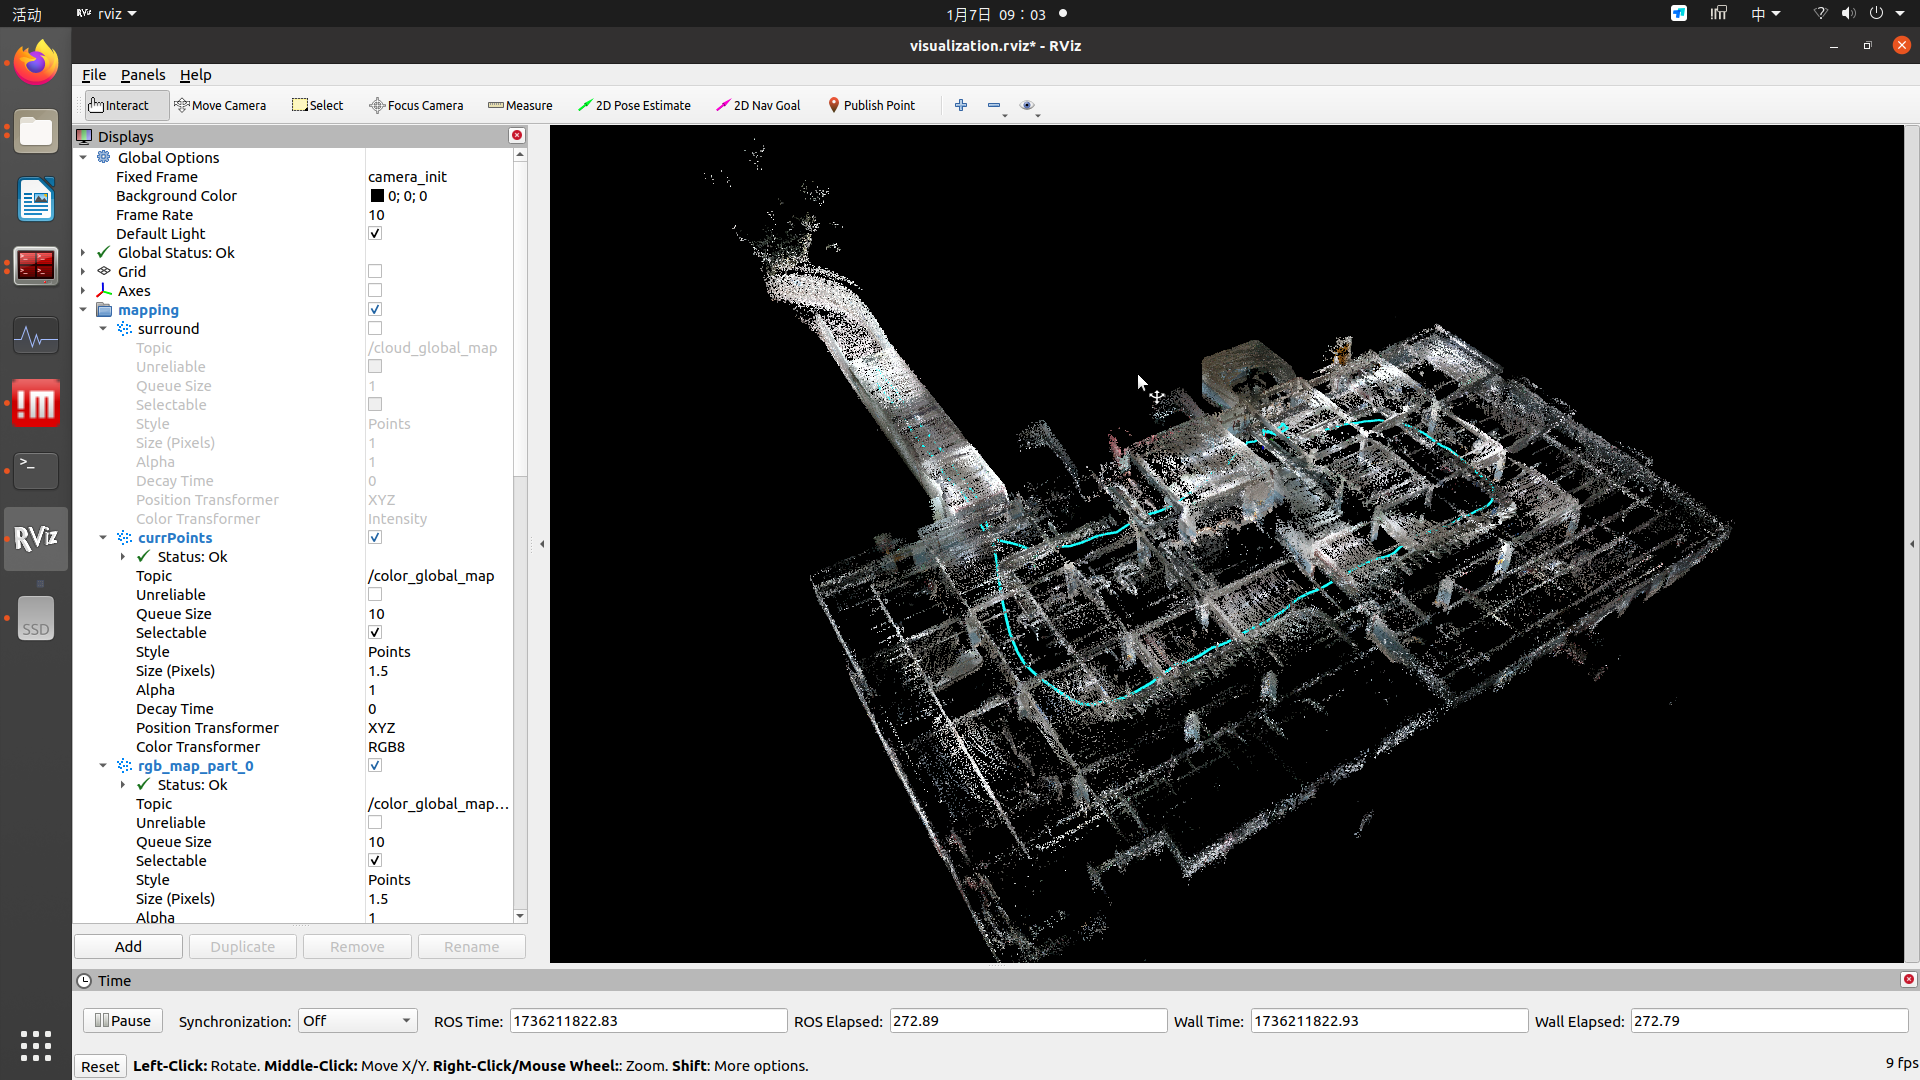 活动
RViz rviz
1月7日 09：03
中
visualization.rviz* - RViz
File Panels Help
Interact Move Camera Select Focus Camera Measure 2D Pose Estimate 2D Nav Goal Publish Point
Displays
Global Options
Fixed Frame camera_init
Background Color 0; 0; 0
Frame Rate 10
Default Light
Global Status: Ok
Grid
Axes
mapping
surround
Topic /cloud_global_map
Unreliable
Queue Size 1
Selectable
Style Points
Size (Pixels) 1
Alpha 1
Decay Time 0
Position Transformer XYZ
Color Transformer Intensity
currPoints
Status: Ok
Topic /color_global_map
Unreliable
Queue Size 10
Selectable
Style Points
Size (Pixels) 1.5
Alpha 1
Decay Time 0
Position Transformer XYZ
Color Transformer RGB8
rgb_map_part_0
Status: Ok
Topic /color_global_map...
Unreliable
Queue Size 10
Selectable
Style Points
Size (Pixels) 1.5
Alpha 1
Add Duplicate Remove Rename
RViz
SSD
Time
Pause Synchronization: Off ROS Time: 1736211822.83 ROS Elapsed: 272.89 Wall Time: 1736211822.93 Wall Elapsed: 272.79
Reset Left-Click: Rotate. Middle-Click: Move X/Y. Right-Click/Mouse Wheel:: Zoom. Shift: More options.
9 fps